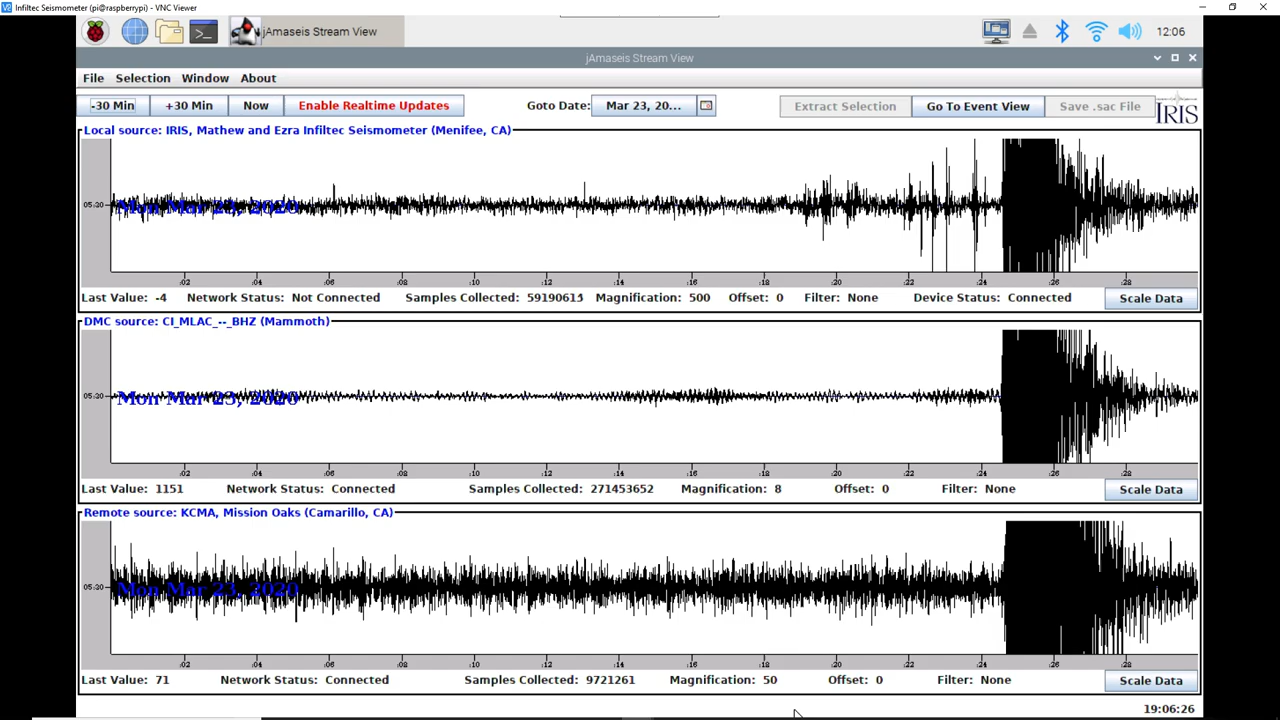 Infiltec Seismometer (pi@raspberrypi) - VNC Viewer
jAmaseis Stream View
12:06
jAmaseis Stream View
File Selection Window About
-30 Min +30 Min Now Enable Realtime Updates Goto Date: Mar 23, 20... Extract Selection Go To Event View Save .sac File IRIS
Local source: IRIS, Mathew and Ezra Infiltec Seismometer (Menifee, CA)
05:20
Mon Mar 23, 2020
:02 :04 :06 :08 :10 :12 :14 :16 :18 :20 :22 :24 :26 :28
Last Value: -4 Network Status: Not Connected Samples Collected: 59190613 Magnification: 500 Offset: 0 Filter: None Device Status: Connected Scale Data
DMC source: CI_MLAC_--_BHZ (Mammoth)
05:20
Mon Mar 23, 2020
:02 :04 :06 :08 :10 :12 :14 :16 :18 :20 :22 :24 :26 :28
Last Value: 1151 Network Status: Connected Samples Collected: 271453652 Magnification: 8 Offset: 0 Filter: None Scale Data
Remote source: KCMA, Mission Oaks (Camarillo, CA)
05:20
Mon Mar 23, 2020
:02 :04 :06 :08 :10 :12 :14 :16 :18 :20 :22 :24 :26 :28
Last Value: 71 Network Status: Connected Samples Collected: 9721261 Magnification: 50 Offset: 0 Filter: None Scale Data
19:06:26